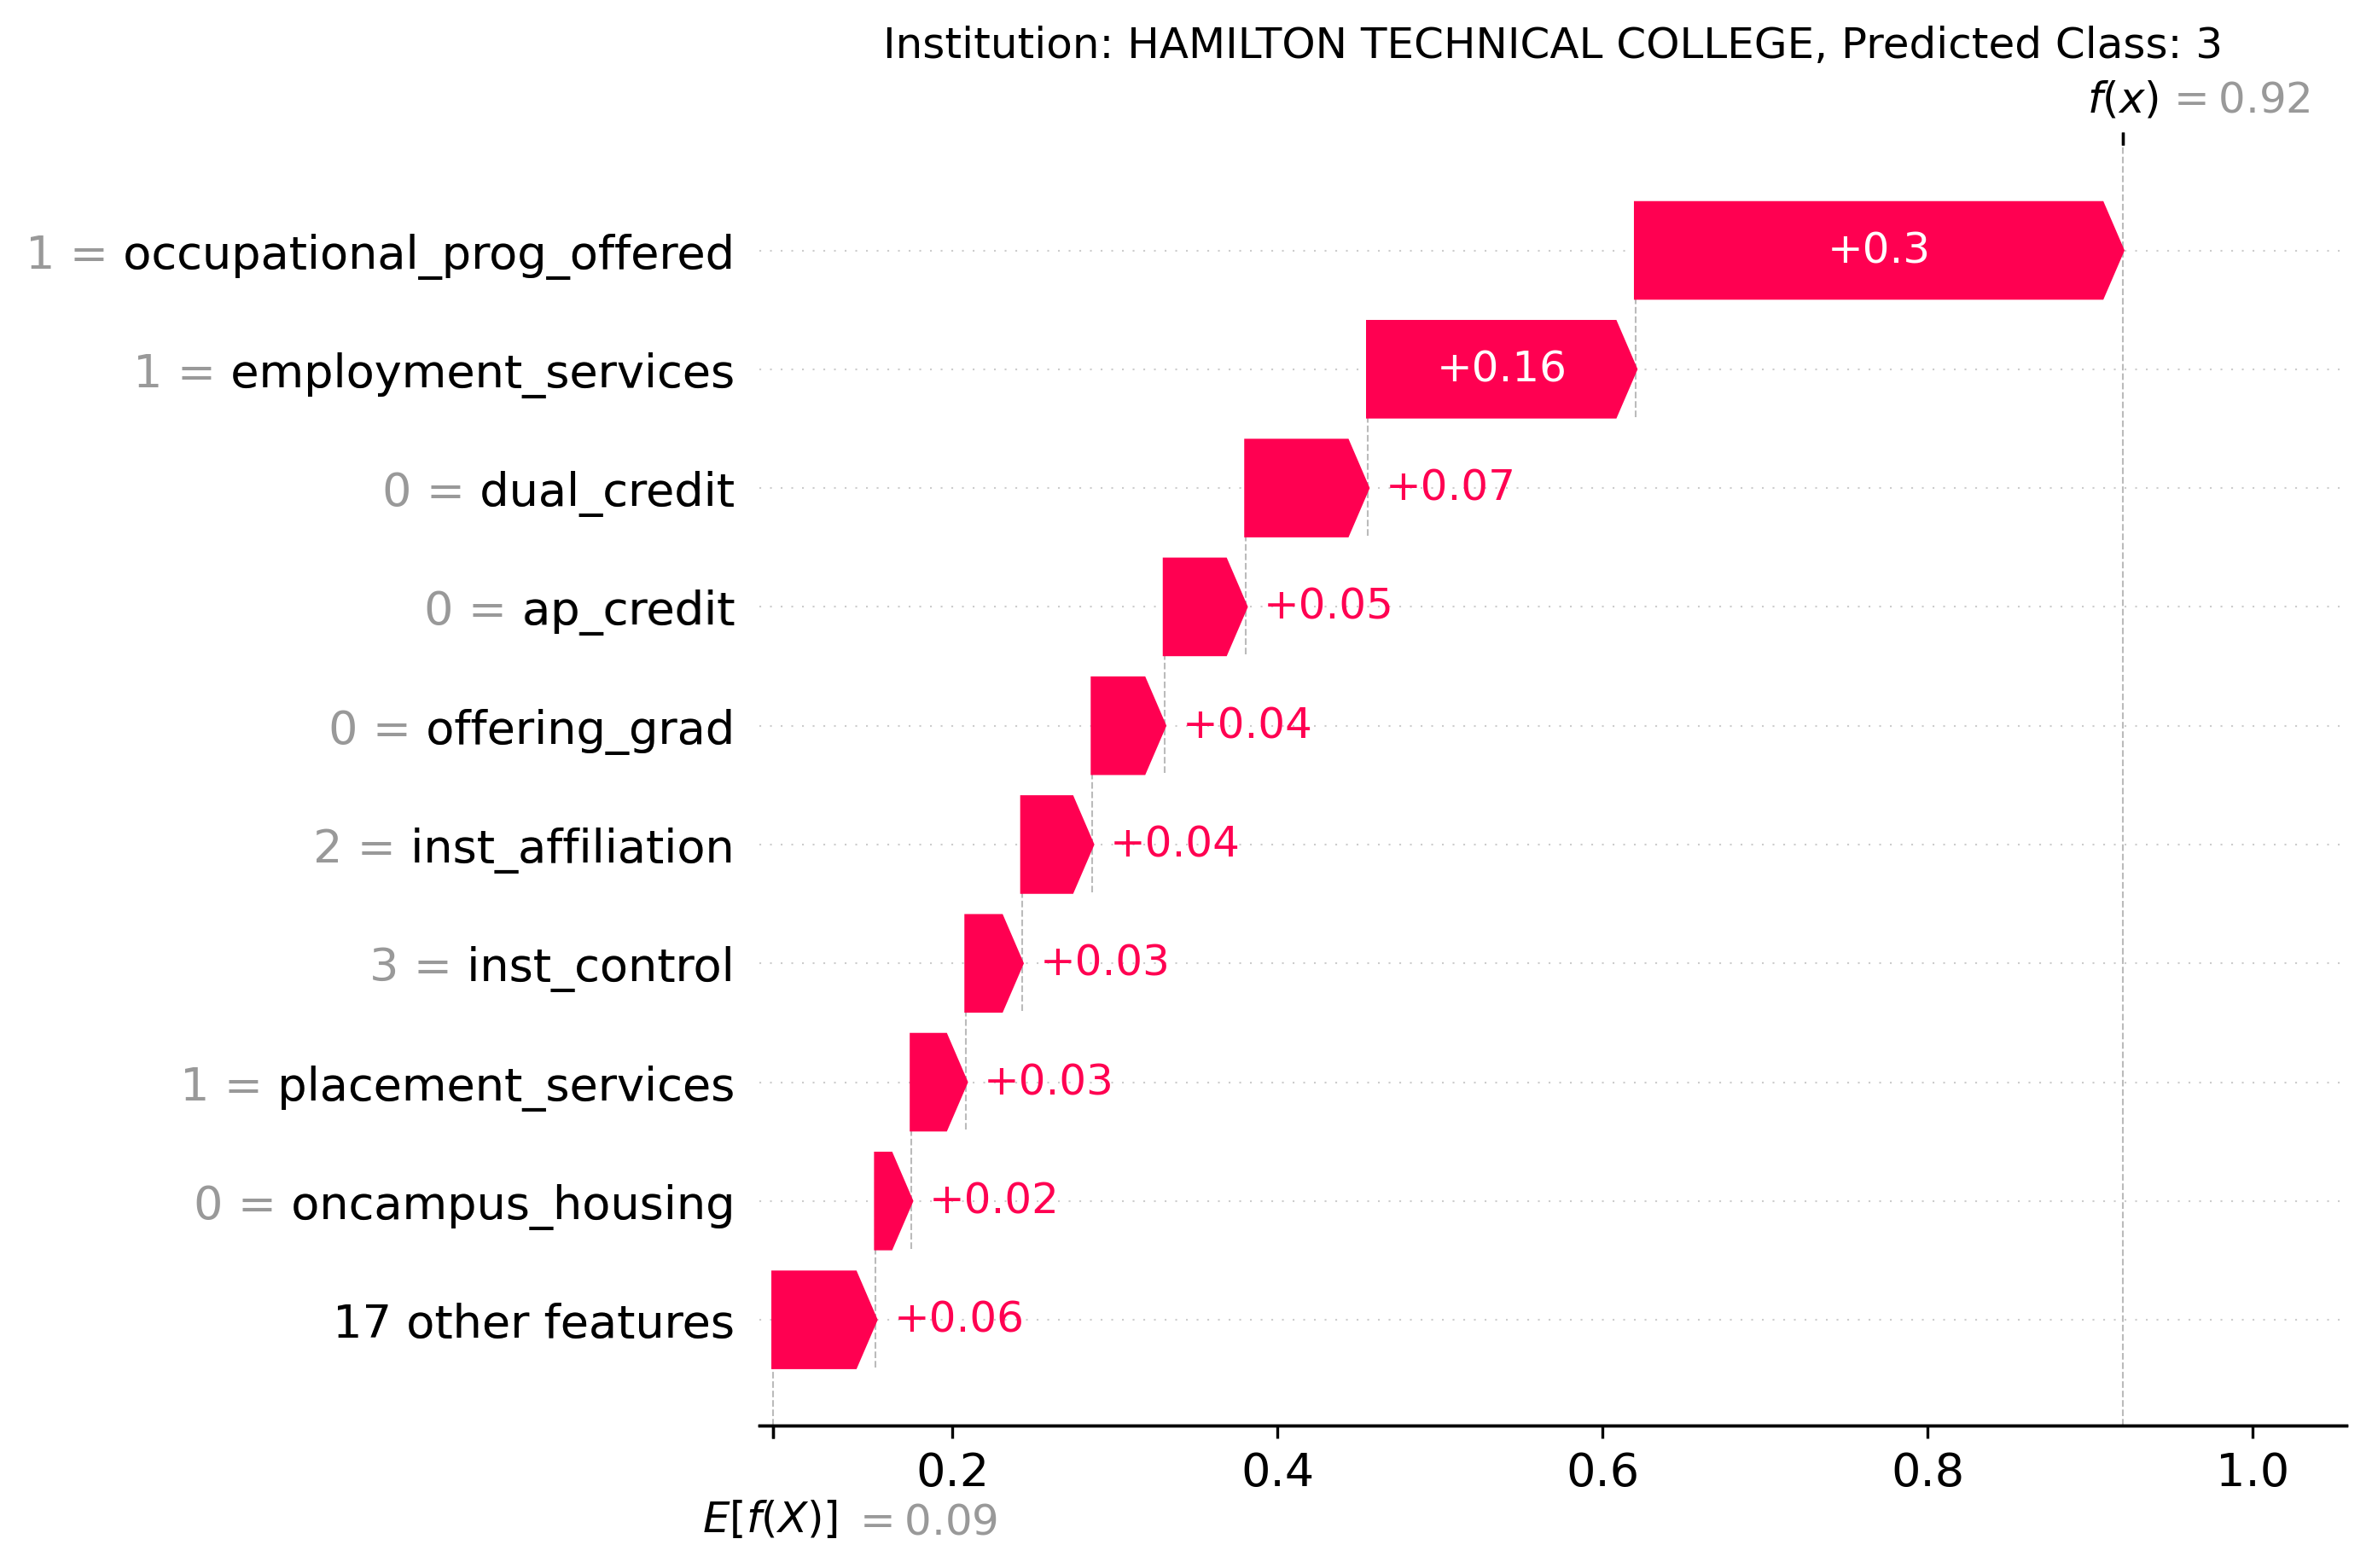 Institution: HAMILTON TECHNICAL COLLEGE, Predicted Class: 3
f(x) = 0.92
1 = occupational_prog_offered +0.3
1 = employment_services +0.16
0 = dual_credit +0.07
0 = ap_credit +0.05
0 = offering_grad +0.04
2 = inst_affiliation +0.04
3 = inst_control +0.03
1 = placement_services +0.03
0 = oncampus_housing +0.02
17 other features +0.06
0.2 0.4 0.6 0.8 1.0
E[f(X)] = 0.09